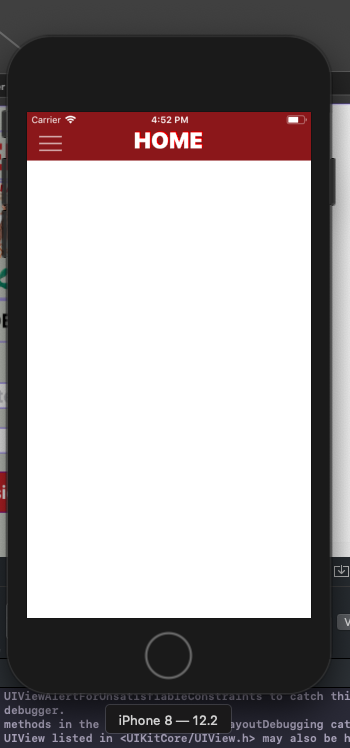 Carrier 4:52 PM
HOME
UIViewAlertForUnsatisfiableConstraints to catch thi
debugger.
methods in the ayoutDebugging cat
iPhone 8 — 12.2
UIView listed in <UIKitCore/UIView.h> may also be h